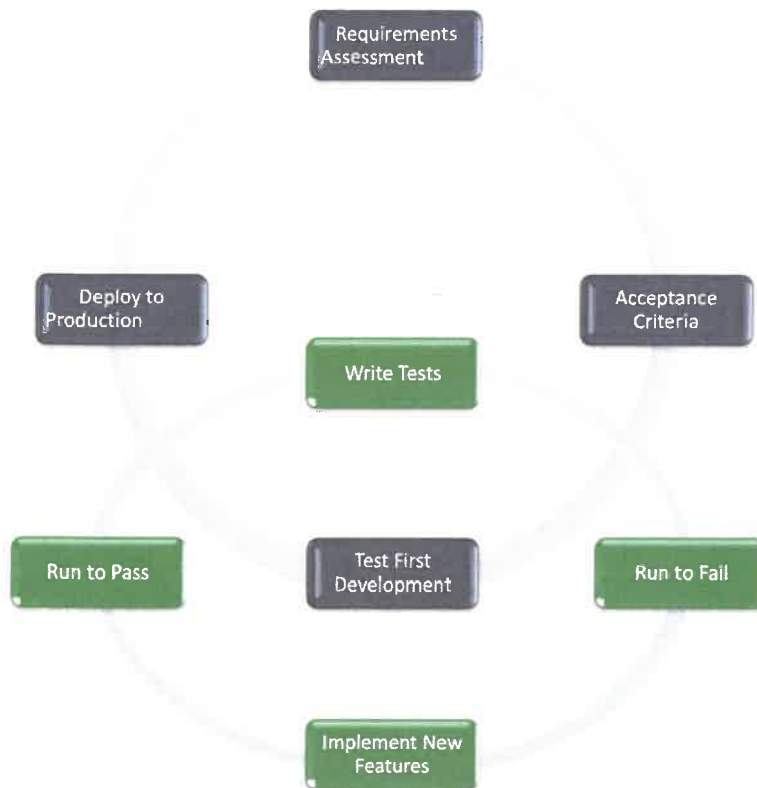 Requirements
Assessment
Deploy to
Production
Acceptance
Criteria
Write Tests
Run to Pass
Test First
Development
Run to Fail
Implement New
Features